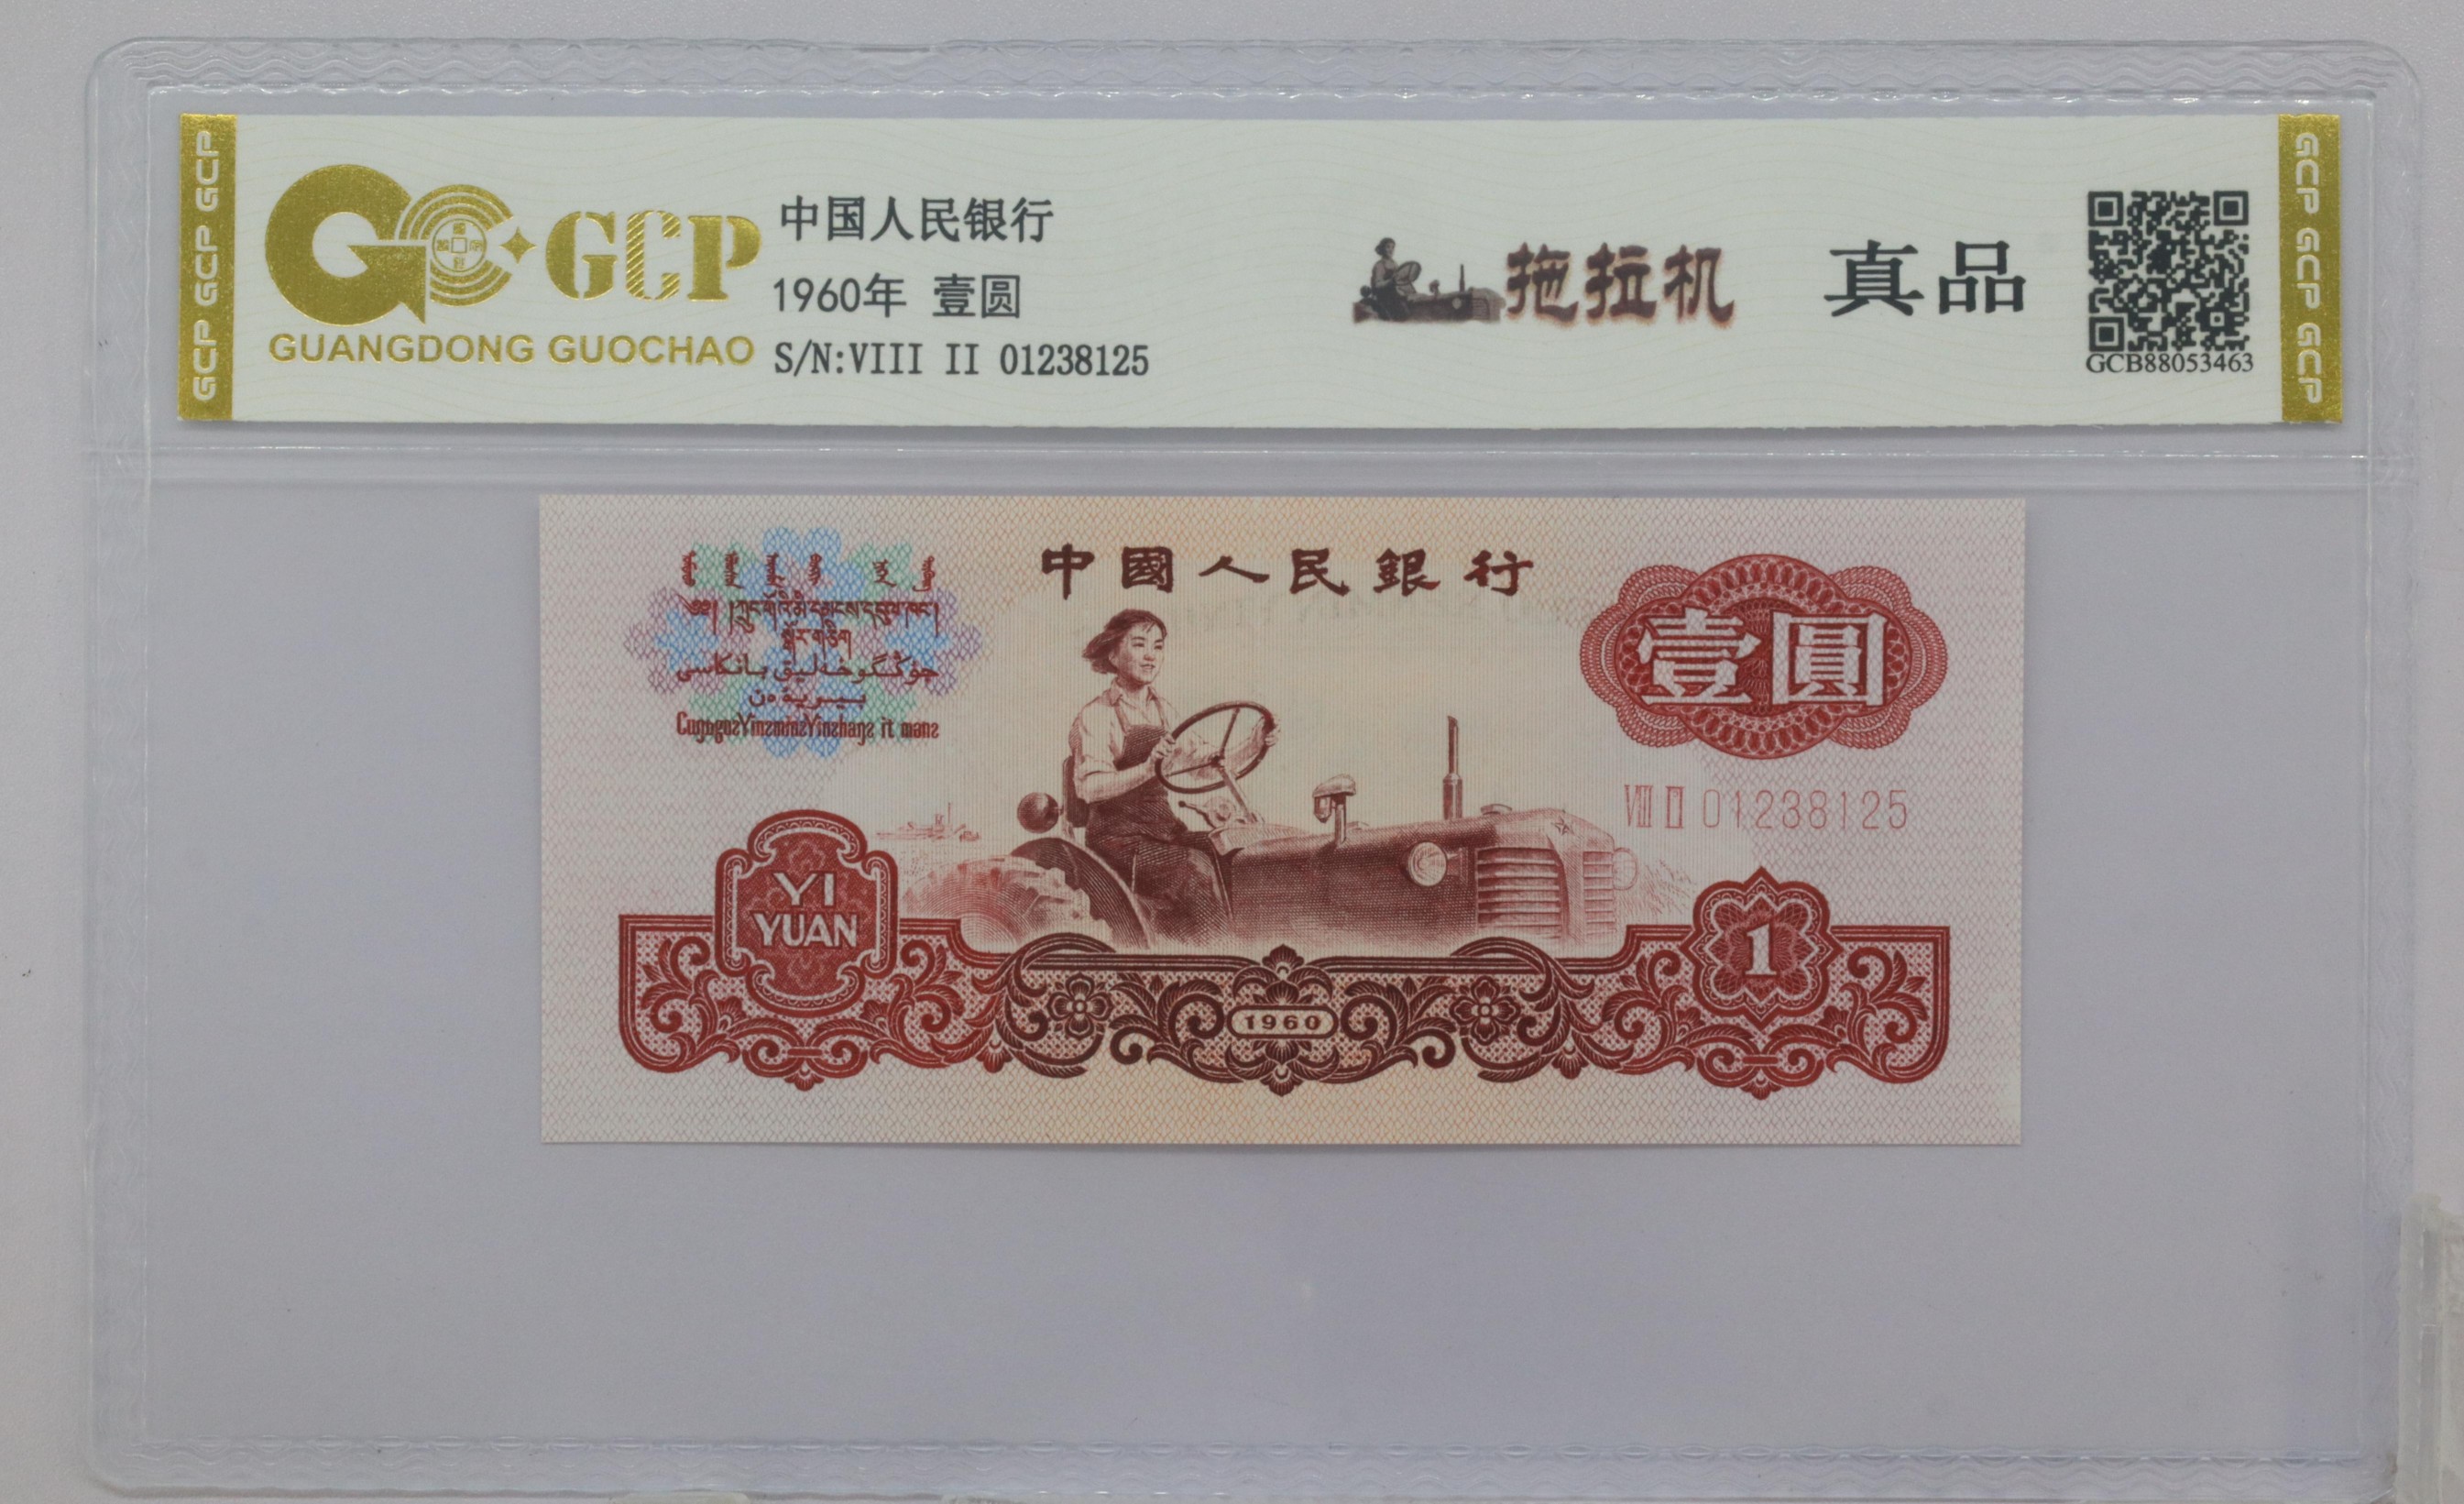 GCP GCP GCP
GCP
GUANGDONG GUOCHAO
中国人民银行
1960年 壹圆
S/N:VIII II 01238125
拖拉机
真品
GCB88053463
GCP GCP GCP
中國人民銀行
壹圓
VIII II 01238125
YI
YUAN
1960
1